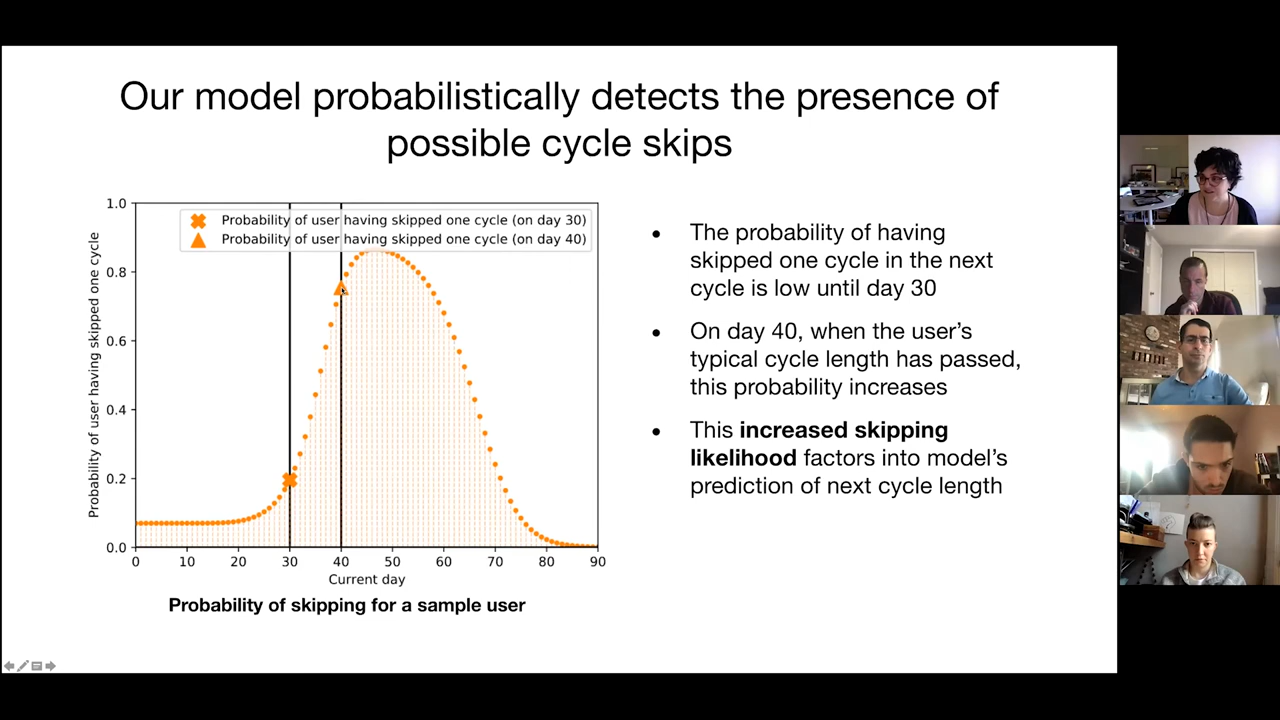 Our model probabilistically detects the presence of
possible cycle skips
Probability of user having skipped one cycle
1.0
0.8
0.6
0.4
0.2
0.0
Probability of user having skipped one cycle (on day 30)
Probability of user having skipped one cycle (on day 40)
0 10 20 30 40 50 60 70 80 90
Current day
Probability of skipping for a sample user
• The probability of having
skipped one cycle in the next
cycle is low until day 30
• On day 40, when the user's
typical cycle length has passed,
this probability increases
• This increased skipping
likelihood factors into model's
prediction of next cycle length